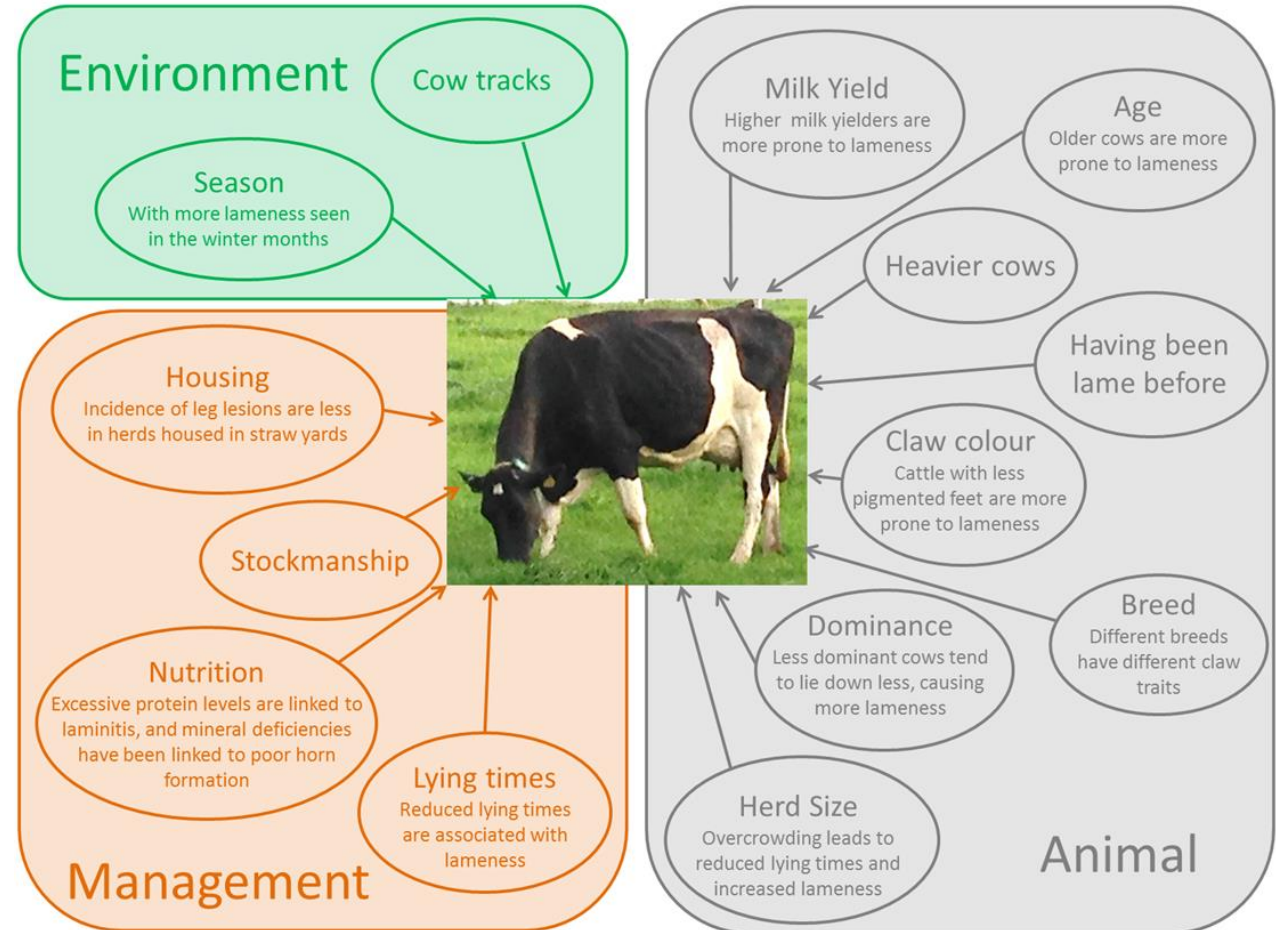 Environment
Cow tracks
Season
With more lameness seen
in the winter months
Housing
Incidence of leg lesions are less
in herds housed in straw yards
Stockmanship
Nutrition
Excessive protein levels are linked to
laminitis, and mineral deficiencies
have been linked to poor horn
formation
Lying times
Reduced lying times
are associated with
lameness
Management
Milk Yield
Higher milk yielders are
more prone to lameness
Age
Older cows are more
prone to lameness
Heavier cows
Having been
lame before
Claw colour
Cattle with less
pigmented feet are more
prone to lameness
Breed
Different breeds
have different claw
traits
Dominance
Less dominant cows tend
to lie down less, causing
more lameness
Herd Size
Overcrowding leads to
reduced lying times and
increased lameness
Animal